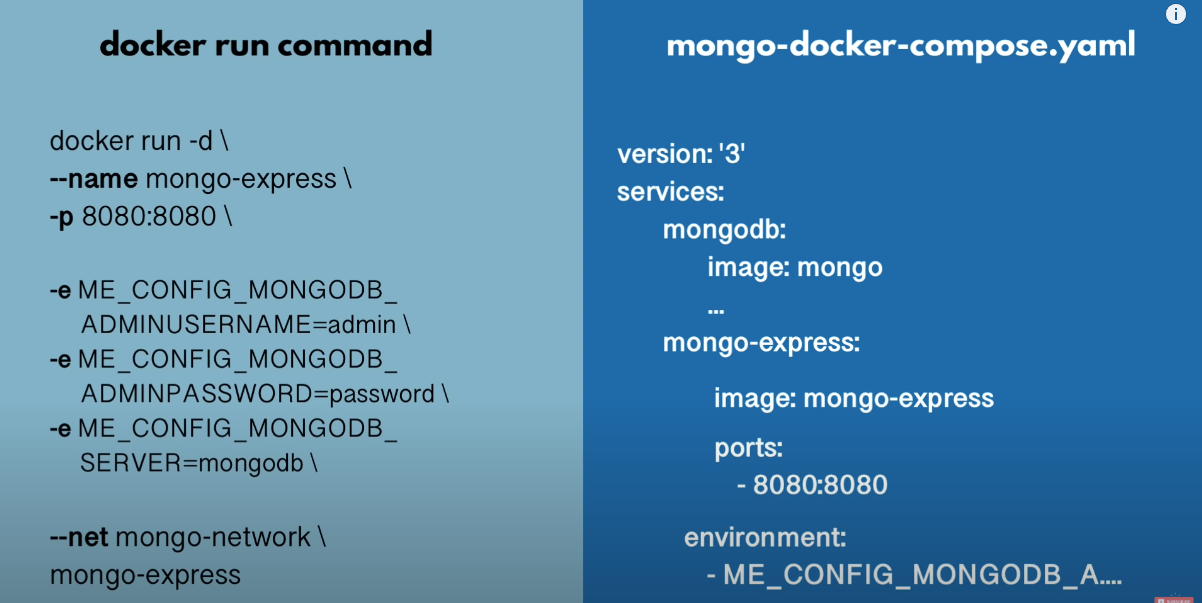 docker run command
docker run -d \
--name mongo-express \
-p 8080:8080 \
-e ME_CONFIG_MONGODB_
ADMINUSERNAME=admin \
-e ME_CONFIG_MONGODB_
ADMINPASSWORD=password \
-e ME_CONFIG_MONGODB_
SERVER=mongodb \
--net mongo-network \
mongo-express
mongo-docker-compose.yaml
version: '3'
services:
mongodb:
image: mongo
...
mongo-express:
image: mongo-express
ports:
- 8080:8080
environment:
- ME_CONFIG_MONGODB_A....
i